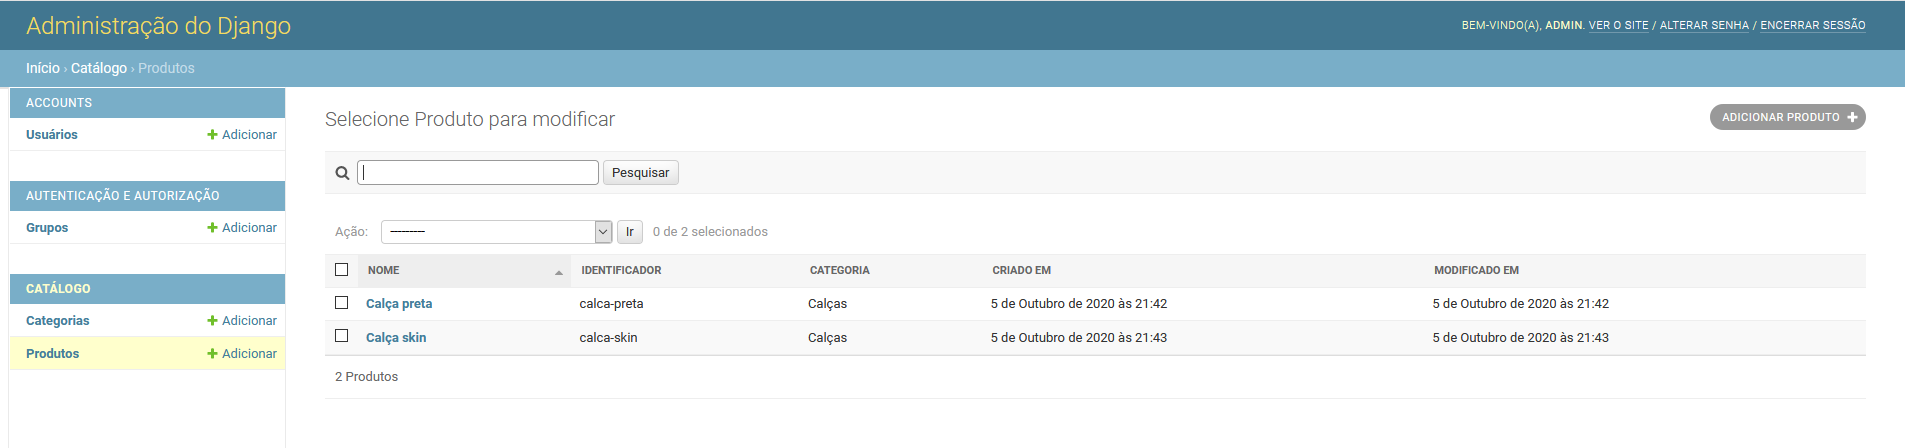 Administração do Django
BEM-VINDO(A), ADMIN. VER O SITE / ALTERAR SENHA / ENCERRAR SESSÃO
Início › Catálogo › Produtos
ACCOUNTS
Usuários + Adicionar
AUTENTICAÇÃO E AUTORIZAÇÃO
Grupos + Adicionar
CATÁLOGO
Categorias + Adicionar
Produtos + Adicionar
Selecione Produto para modificar
ADICIONAR PRODUTO +
Pesquisar
Ação: --------- Ir 0 de 2 selecionados
NOME IDENTIFICADOR CATEGORIA CRIADO EM MODIFICADO EM
Calça preta calca-preta Calças 5 de Outubro de 2020 às 21:42 5 de Outubro de 2020 às 21:42
Calça skin calca-skin Calças 5 de Outubro de 2020 às 21:43 5 de Outubro de 2020 às 21:43
2 Produtos